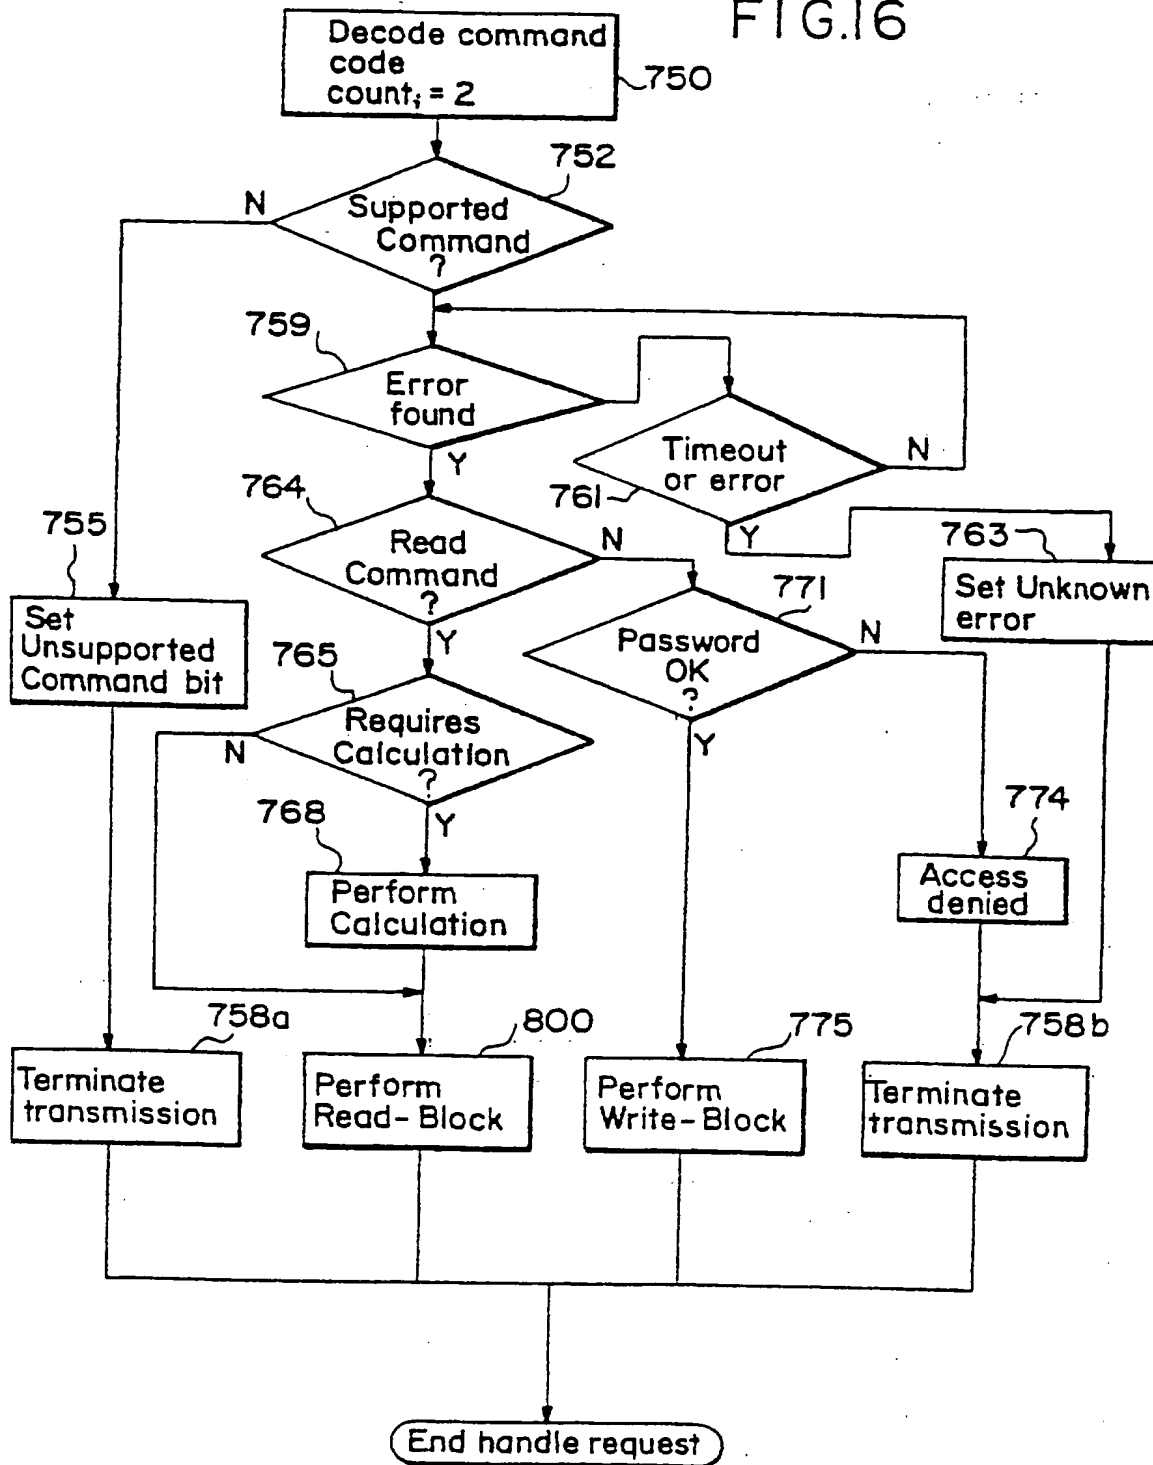 FIG.16
Decode command
code
count; = 2
750
752
N
Supported
Command
?
759
Error
found
Y
Timeout
or error
N
761
Y
764
Read
Command
?
N
Y
755
Set
Unsupported
Command bit
763
Set Unknown
error
771
Password
OK
?
N
Y
765
Requires
Calculation
?
N
Y
768
Perform
Calculation
774
Access
denied
758a
Terminate
transmission
800
Perform
Read-Block
775
Perform
Write-Block
758b
Terminate
transmission
End handle request